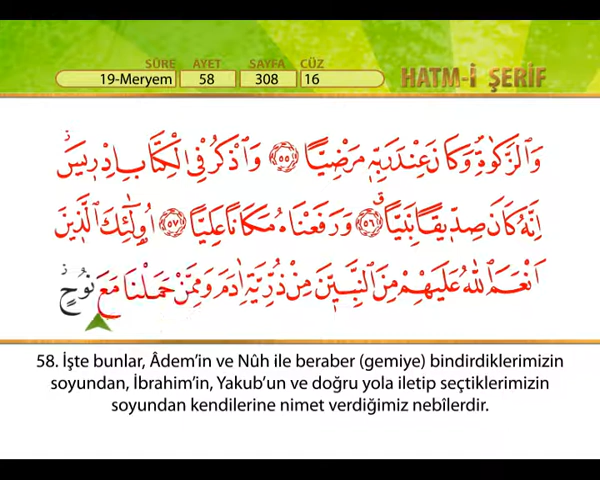 SÛRE AYET SAYFA CÜZ
19-Meryem 58 308 16 HATM-İ ŞERİF
وَالزَّكٰوةِۖ وَكَانَ عِنْدَ رَبِّه۪ مَرْضِيًّا ﴿٥٥﴾ وَاذْكُرْ فِي الْكِتَابِ اِدْر۪يسَۘ
اِنَّهُ كَانَ صِدّ۪يقًا نَبِيًّاۗ ﴿٥٦﴾ وَرَفَعْنَاهُ مَكَانًا عَلِيًّا ﴿٥٧﴾ اُو۬لٰٓئِكَ الَّذ۪ينَ
اَنْعَمَ اللّٰهُ عَلَيْهِمْ مِنَ النَّبِيّ۪نَ مِنْ ذُرِّيَّةِ اٰدَمَ وَمِمَّنْ حَمَلْنَا مَعَ نُوحٍۘ
58. İşte bunlar, Âdem’in ve Nûh ile beraber (gemiye) bindirdiklerimizin
soyundan, İbrahim’in, Yakub’un ve doğru yola iletip seçtiklerimizin
soyundan kendilerine nimet verdiğimiz nebîlerdir.